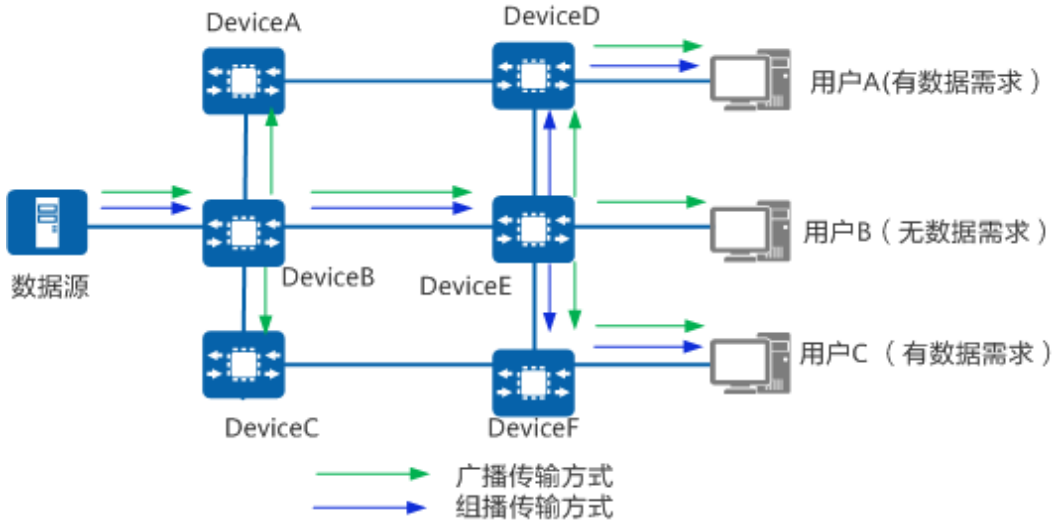 DeviceA
DeviceD
用户A(有数据需求）
数据源
DeviceB
DeviceE
用户B（无数据需求）
DeviceC
DeviceF
用户C （有数据需求）
广播传输方式
组播传输方式